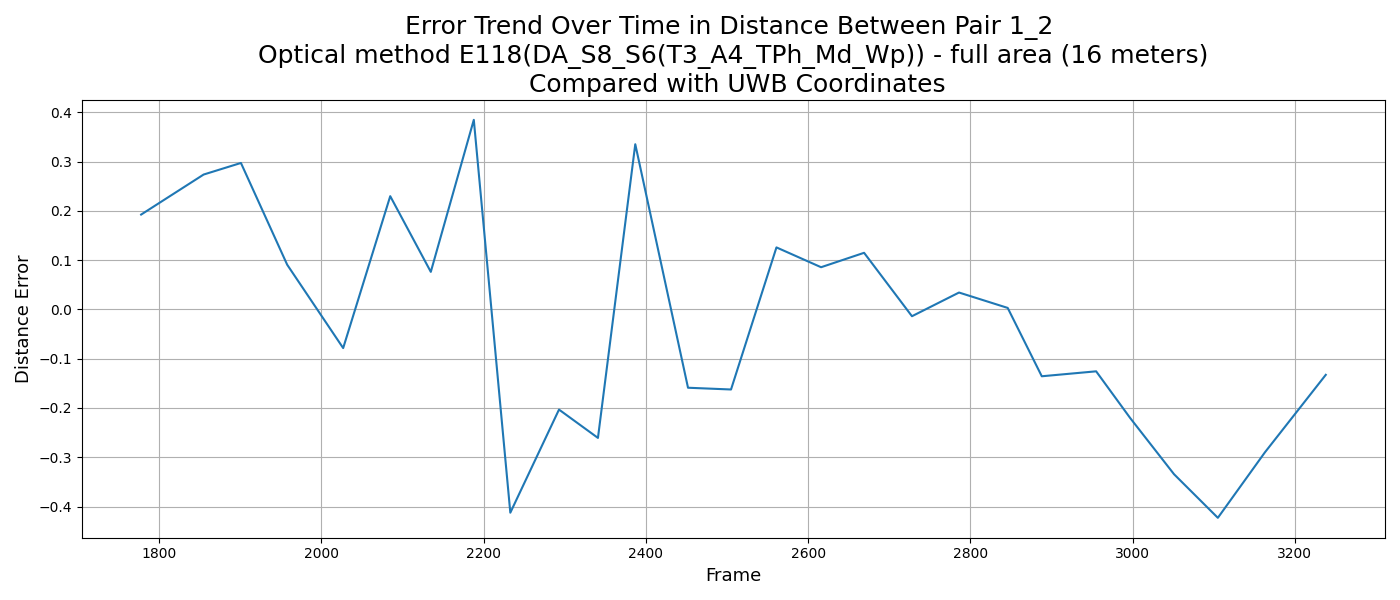 Error Trend Over Time in Distance Between Pair 1_2
Optical method E118(DA_S8_S6(T3_A4_TPh_Md_Wp)) - full area (16 meters)
Compared with UWB Coordinates
Distance Error
0.4
0.3
0.2
0.1
0.0
−0.1
−0.2
−0.3
−0.4
1800 2000 2200 2400 2600 2800 3000 3200
Frame